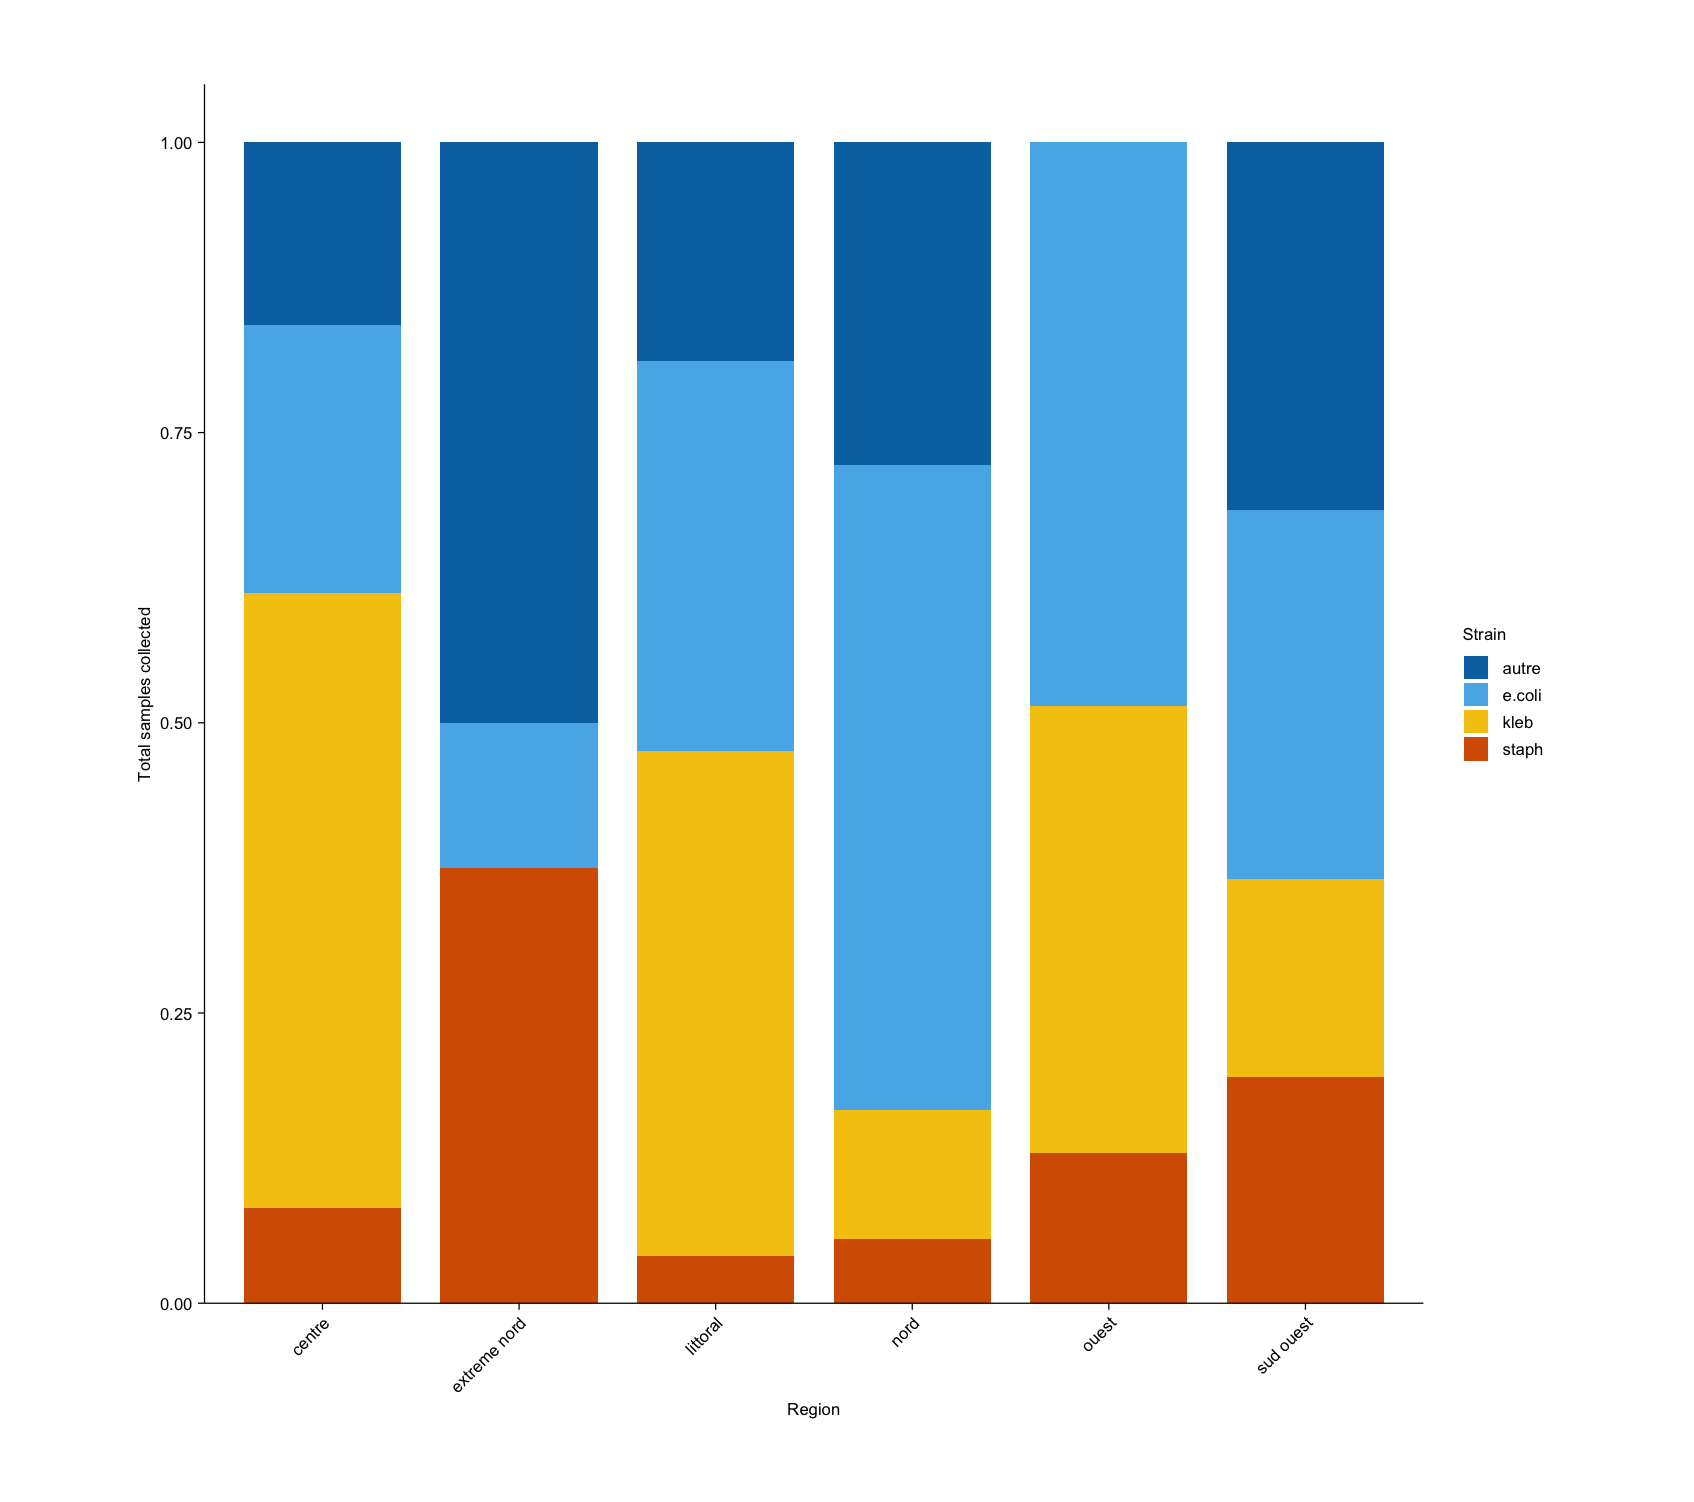 1.00
0.75
0.50
0.25
0.00
Total samples collected
centre
extreme nord
littoral
nord
ouest
sud ouest
Region
Strain
autre
e.coli
kleb
staph